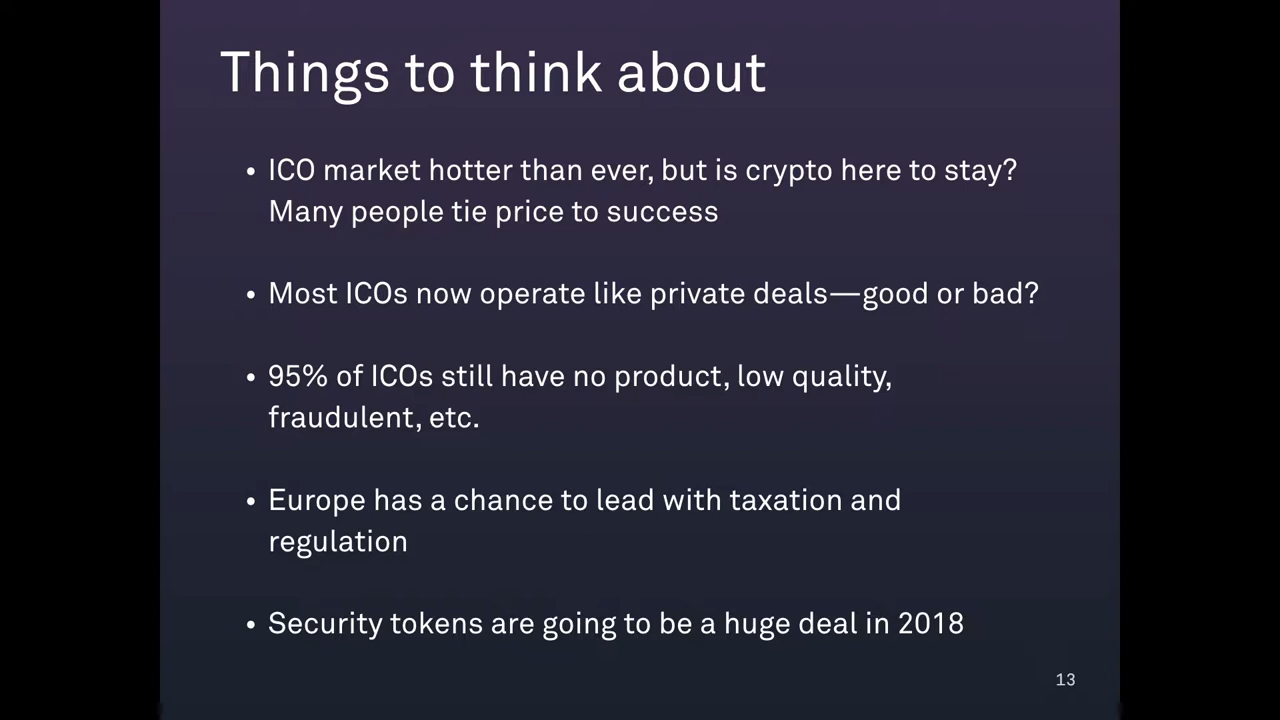 Things to think about
• ICO market hotter than ever, but is crypto here to stay?
Many people tie price to success
• Most ICOs now operate like private deals—good or bad?
• 95% of ICOs still have no product, low quality,
fraudulent, etc.
• Europe has a chance to lead with taxation and
regulation
• Security tokens are going to be a huge deal in 2018
13